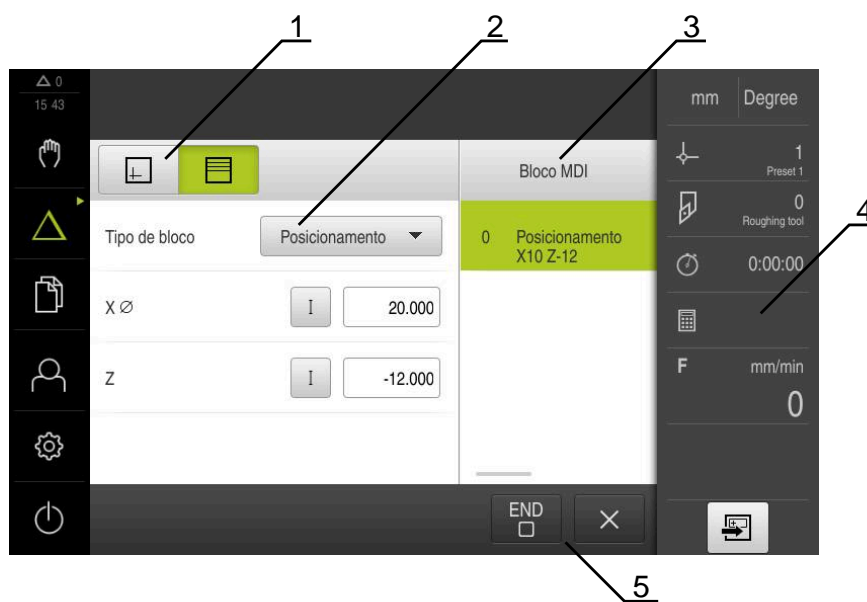 1
2
3
4
5
0
15 43
mm Degree
1
Preset 1
0
Roughing tool
0:00:00
F mm/min
0
Bloco MDI
Tipo de bloco Posicionamento
0 Posicionamento
X10 Z-12
X ∅ I 20.000
Z I -12.000
END